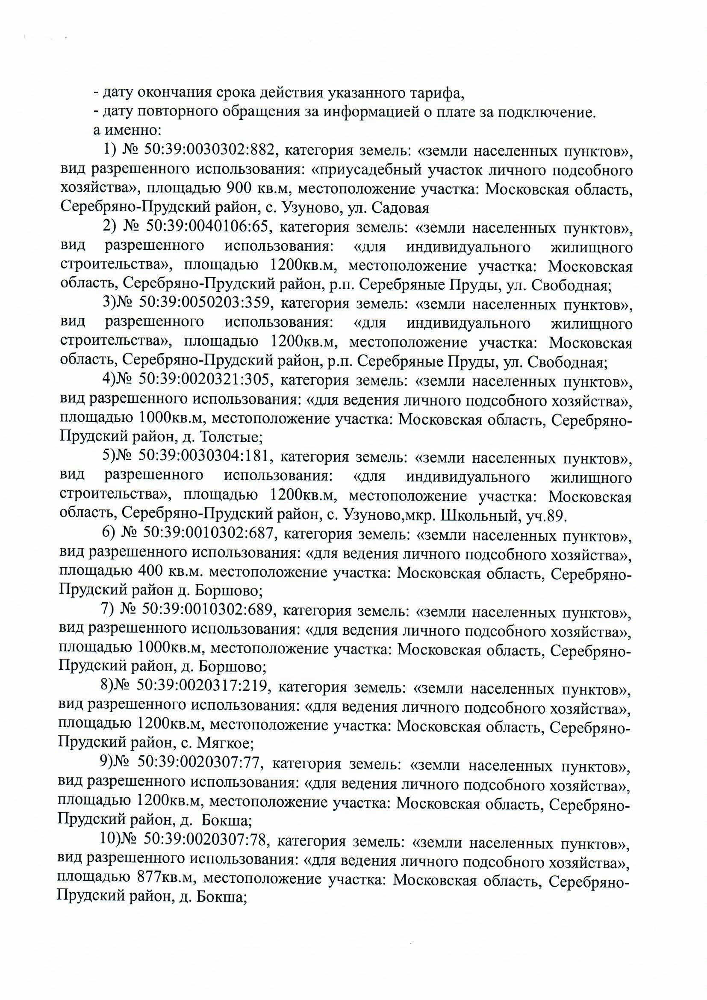 - дату окончания срока действия указанного тарифа,
- дату повторного обращения за информацией о плате за подключение.
а именно:
1) № 50:39:0030302:882, категория земель: «земли населенных пунктов»,
вид разрешенного использования: «приусадебный участок личного подсобного
хозяйства», площадью 900 кв.м, местоположение участка: Московская область,
Серебряно-Прудский район, с. Узуново, ул. Садовая
2) № 50:39:0040106:65, категория земель: «земли населенных пунктов»,
вид разрешенного использования: «для индивидуального жилищного
строительства», площадью 1200кв.м, местоположение участка: Московская
область, Серебряно-Прудский район, р.п. Серебряные Пруды, ул. Свободная;
3)№ 50:39:0050203:359, категория земель: «земли населенных пунктов»,
вид разрешенного использования: «для индивидуального жилищного
строительства», площадью 1200кв.м, местоположение участка: Московская
область, Серебряно-Прудский район, р.п. Серебряные Пруды, ул. Свободная;
4)№ 50:39:0020321:305, категория земель: «земли населенных пунктов»,
вид разрешенного использования: «для ведения личного подсобного хозяйства»,
площадью 1000кв.м, местоположение участка: Московская область, Серебряно-
Прудский район, д. Толстые;
5)№ 50:39:0030304:181, категория земель: «земли населенных пунктов»,
вид разрешенного использования: «для индивидуального жилищного
строительства», площадью 1200кв.м, местоположение участка: Московская
область, Серебряно-Прудский район, с. Узуново,мкр. Школьный, уч.89.
6) № 50:39:0010302:687, категория земель: «земли населенных пунктов»,
вид разрешенного использования: «для ведения личного подсобного хозяйства»,
площадью 400 кв.м. местоположение участка: Московская область, Серебряно-
Прудский район д. Боршово;
7) № 50:39:0010302:689, категория земель: «земли населенных пунктов»,
вид разрешенного использования: «для ведения личного подсобного хозяйства»,
площадью 1000кв.м, местоположение участка: Московская область, Серебряно-
Прудский район, д. Боршово;
8)№ 50:39:0020317:219, категория земель: «земли населенных пунктов»,
вид разрешенного использования: «для ведения личного подсобного хозяйства»,
площадью 1200кв.м, местоположение участка: Московская область, Серебряно-
Прудский район, с. Мягкое;
9)№ 50:39:0020307:77, категория земель: «земли населенных пунктов»,
вид разрешенного использования: «для ведения личного подсобного хозяйства»,
площадью 1200кв.м, местоположение участка: Московская область, Серебряно-
Прудский район, д. Бокша;
10)№ 50:39:0020307:78, категория земель: «земли населенных пунктов»,
вид разрешенного использования: «для ведения личного подсобного хозяйства»,
площадью 877кв.м, местоположение участка: Московская область, Серебряно-
Прудский район, д. Бокша;